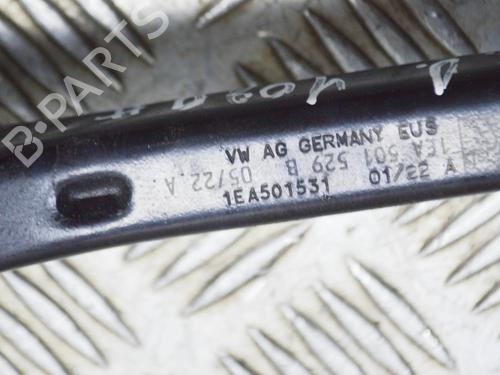 B-PARTS
VW AG GERMANY EUS
1EA 501 529 B
05/22 A
1EA501531 01/22 A